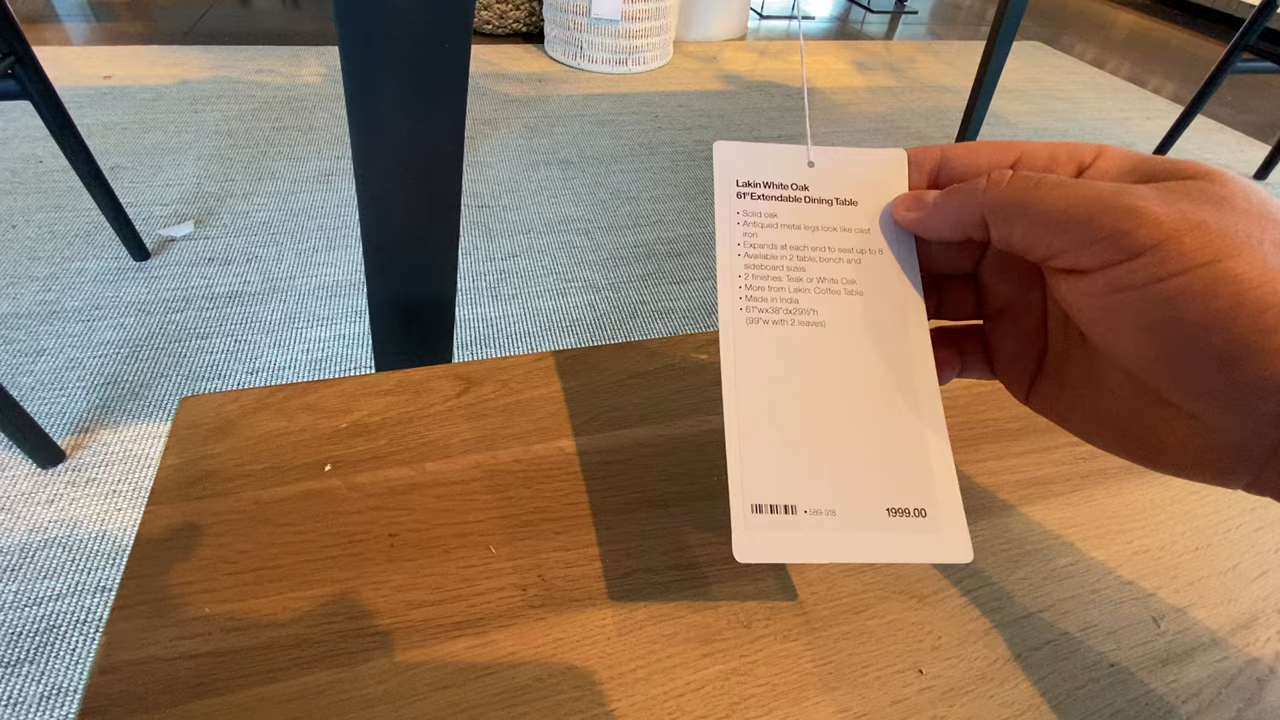 Lakin White Oak
61" Extendable Dining Table
• Solid oak
• Antiqued metal legs look like cast
iron
• Expands at each end to seat up to 8
• Available in 2 table, bench and
sideboard sizes
• 2 finishes: Teak or White Oak
• More from Lakin: Coffee Table
• Made in India
• 61"wx38"dx29½"h
(99"w with 2 leaves)
• 589-318
1999.00